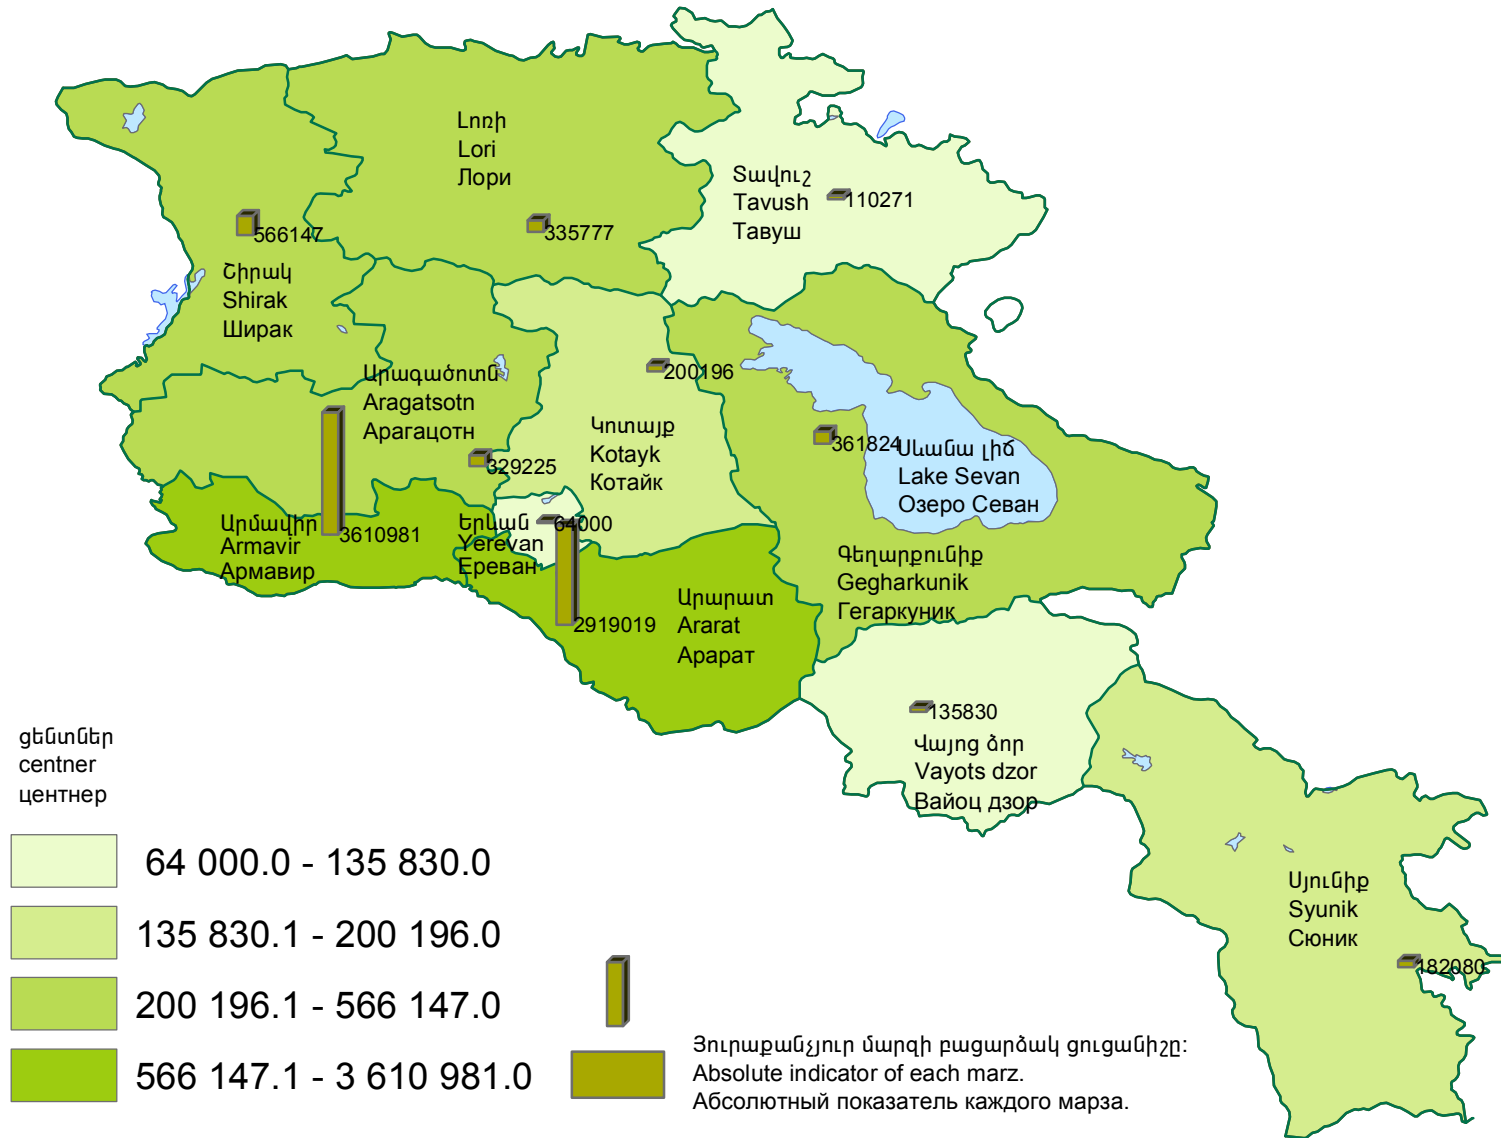 Լոռի
Lori
Лори
335777
Տավուշ
Tavush
Тавуш
110271
566147
Շիրակ
Shirak
Ширак
Արագածոտն
Aragatsotn
Арагацотн
329225
200196
Կոտայք
Kotayk
Котайк
361824
Սևանա լիճ
Lake Sevan
Озеро Севан
Գեղարքունիք
Gegharkunik
Гегаркуник
Արմավիր
Armavir
Армавир
3610981
Երևան
Yerevan
Ереван
64000
Արարատ
Ararat
Арарат
2919019
135830
Վայոց ձոր
Vayots dzor
Вайоц дзор
Սյունիք
Syunik
Сюник
182080
ցենտներ
centner
центнер
64 000.0 - 135 830.0
135 830.1 - 200 196.0
200 196.1 - 566 147.0
566 147.1 - 3 610 981.0
Յուրաքանչյուր մարզի բացարձակ ցուցանիշը:
Absolute indicator of each marz.
Абсолютный показатель каждого марза.